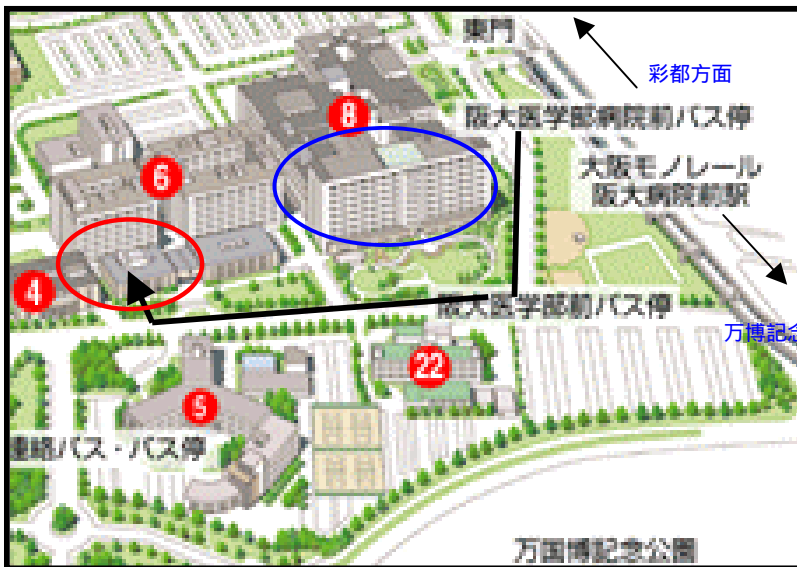 東門
彩都方面
8
阪大医学部病院前バス停
大阪モノレール
阪大病院前駅
6
4
阪大医学部前バス停
万博記念
22
5
連絡バス・バス停
万国博記念公園